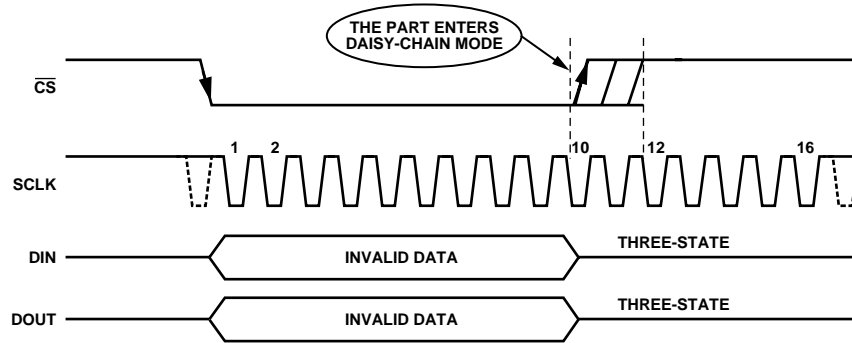 THE PART ENTERS
DAISY-CHAIN MODE
CS
1 2 10 12 16
SCLK
THREE-STATE
DIN INVALID DATA
THREE-STATE
DOUT INVALID DATA